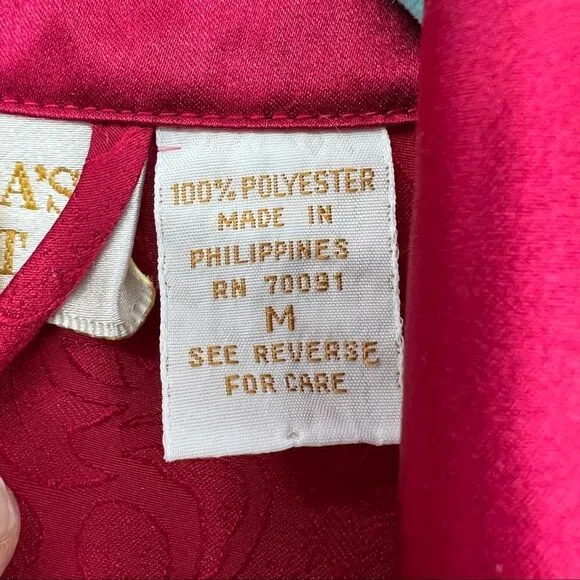 A'S
T
100% POLYESTER
MADE IN
PHILIPPINES
RN 70091
M
SEE REVERSE
FOR CARE